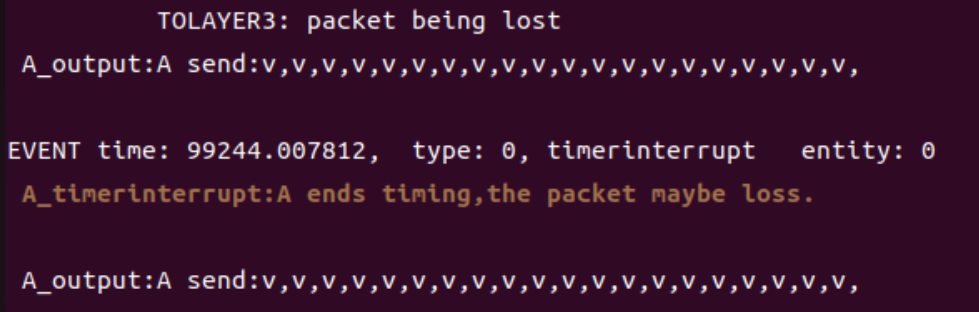 TOLAYER3: packet being lost
A_output:A send:v,v,v,v,v,v,v,v,v,v,v,v,v,v,v,v,v,v,v,v,
EVENT time: 99244.007812,  type: 0, timerinterrupt   entity: 0
A_timerinterrupt:A ends timing,the packet maybe loss.
A_output:A send:v,v,v,v,v,v,v,v,v,v,v,v,v,v,v,v,v,v,v,v,